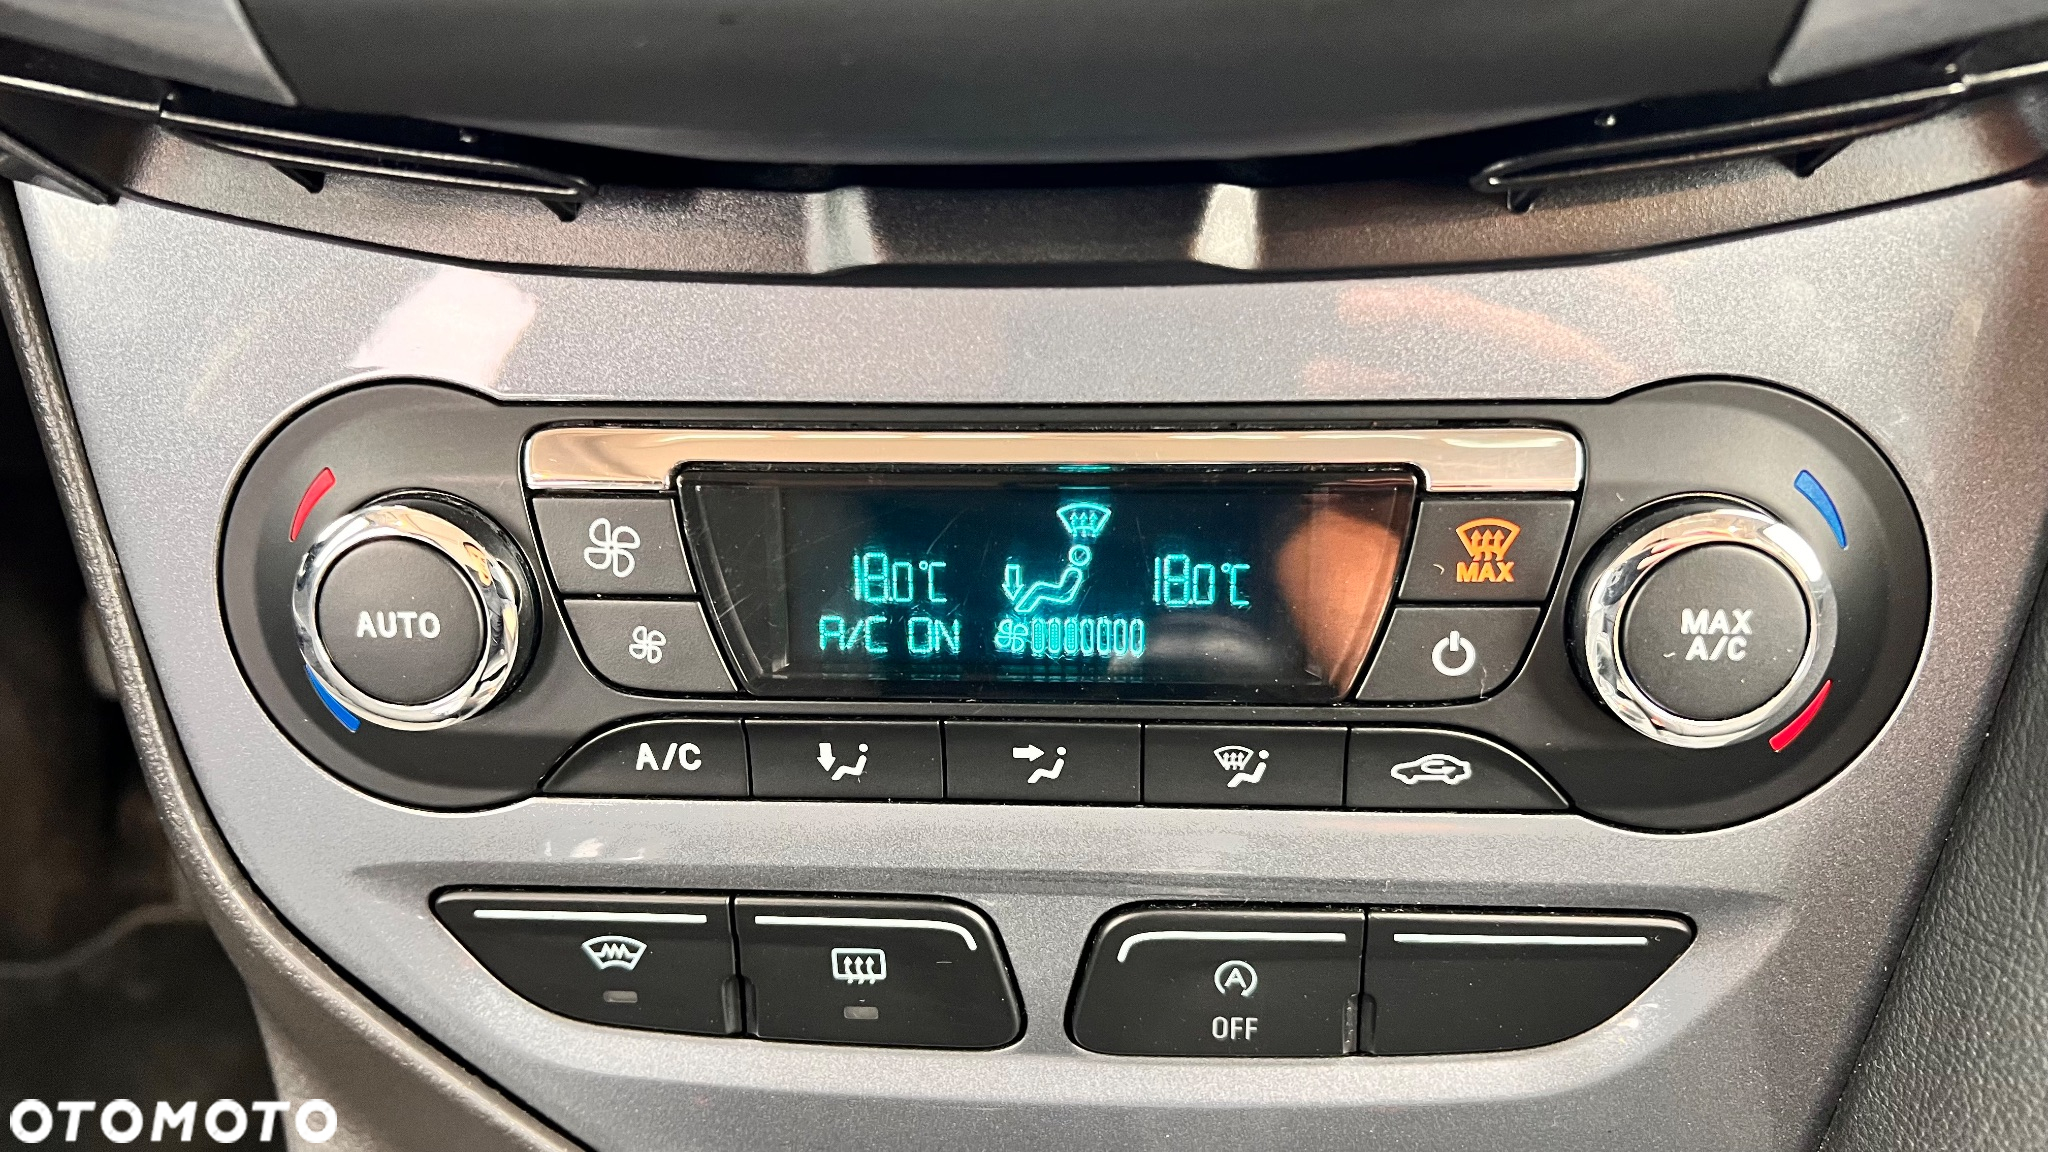 AUTO
18.0°C
18.0°C
A/C ON
MAX
MAX
A/C
A/C
A
OFF
OTOMOTO